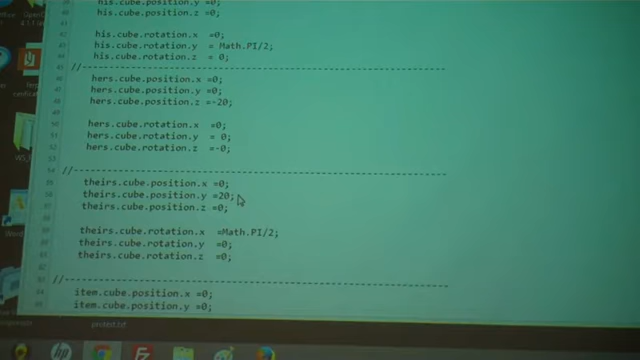 his.cube.position.y =0;
his.cube.position.z =0;
his.cube.rotation.x =0;
his.cube.rotation.y = Math.PI/2;
his.cube.rotation.z = 0;
//----------------------------------------------------------------
hers.cube.position.x =0;
hers.cube.position.y =0;
hers.cube.position.z =-20;
hers.cube.rotation.x =0;
hers.cube.rotation.y = 0;
hers.cube.rotation.z =-0;
//----------------------------------------------------------------
theirs.cube.position.x =0;
theirs.cube.position.y =20;
theirs.cube.position.z =0;
theirs.cube.rotation.x =Math.PI/2;
theirs.cube.rotation.y =0;
theirs.cube.rotation.z =0;
//----------------------------------------------------------------
item.cube.position.x =0;
item.cube.position.y =0;
hp